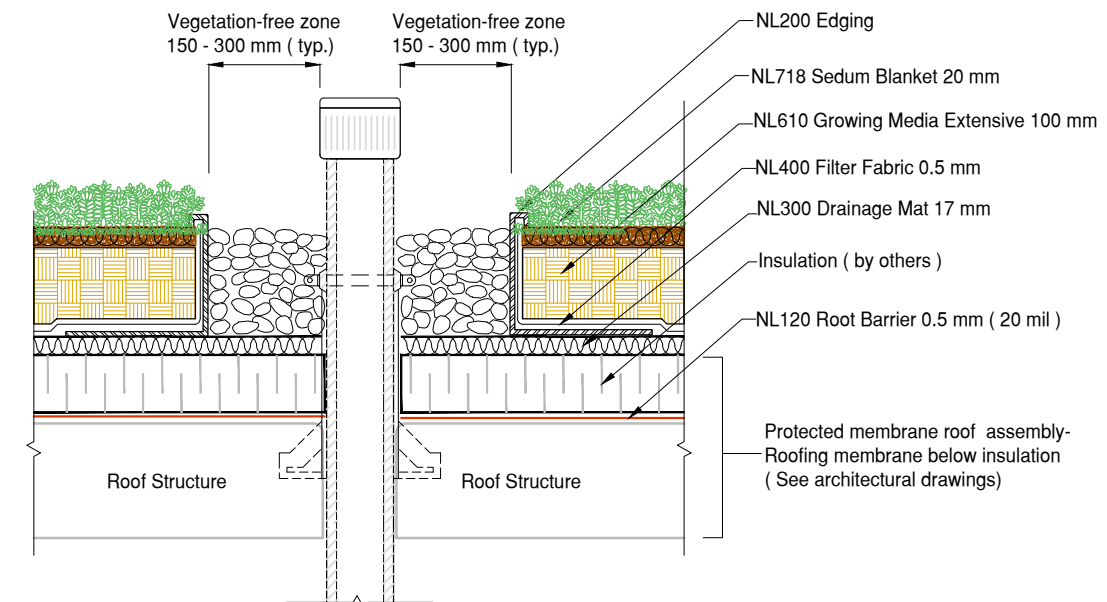 Vegetation-free zone
150 - 300 mm ( typ.)
Vegetation-free zone
150 - 300 mm ( typ.)
NL200 Edging
NL718 Sedum Blanket 20 mm
NL610 Growing Media Extensive 100 mm
NL400 Filter Fabric 0.5 mm
NL300 Drainage Mat 17 mm
Insulation ( by others )
NL120 Root Barrier 0.5 mm ( 20 mil )
Protected membrane roof assembly-
Roofing membrane below insulation
( See architectural drawings)
Roof Structure
Roof Structure